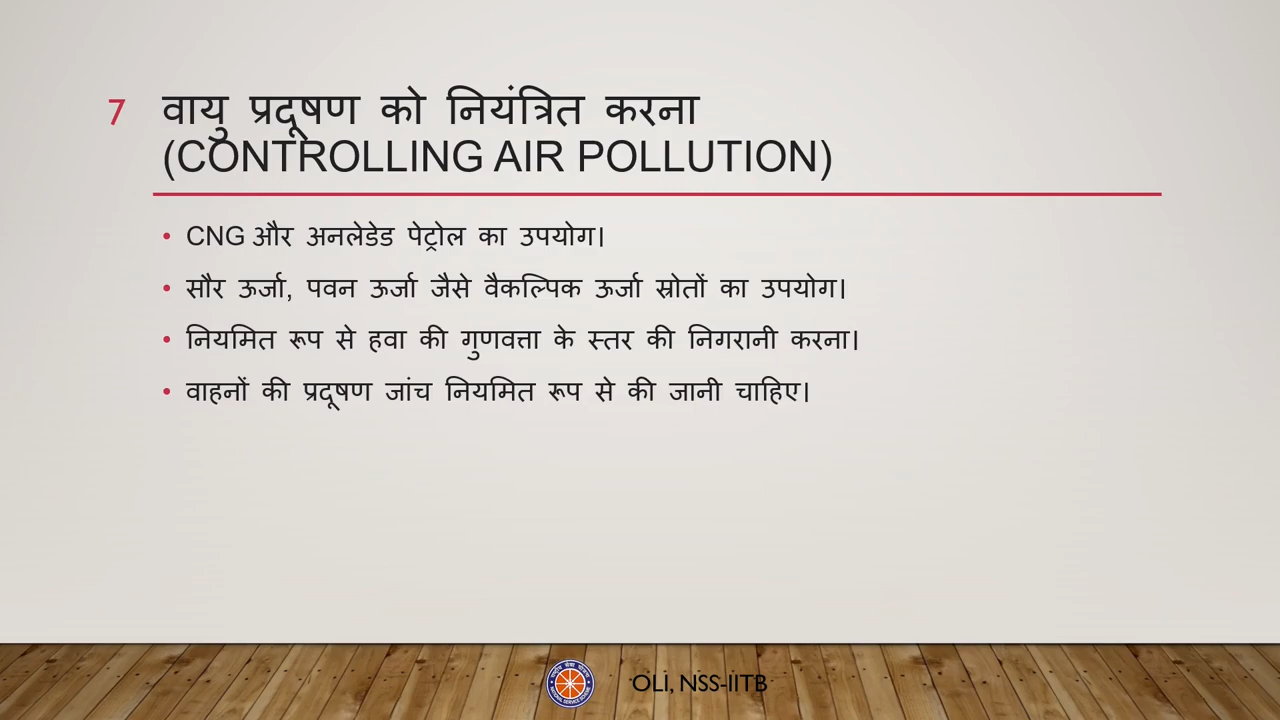 7
वायु प्रदूषण को नियंत्रित करना
(CONTROLLING AIR POLLUTION)
• CNG और अनलेडेड पेट्रोल का उपयोग।
• सौर ऊर्जा, पवन ऊर्जा जैसे वैकल्पिक ऊर्जा स्रोतों का उपयोग।
• नियमित रूप से हवा की गुणवत्ता के स्तर की निगरानी करना।
• वाहनों की प्रदूषण जांच नियमित रूप से की जानी चाहिए।
OLI, NSS-IITB